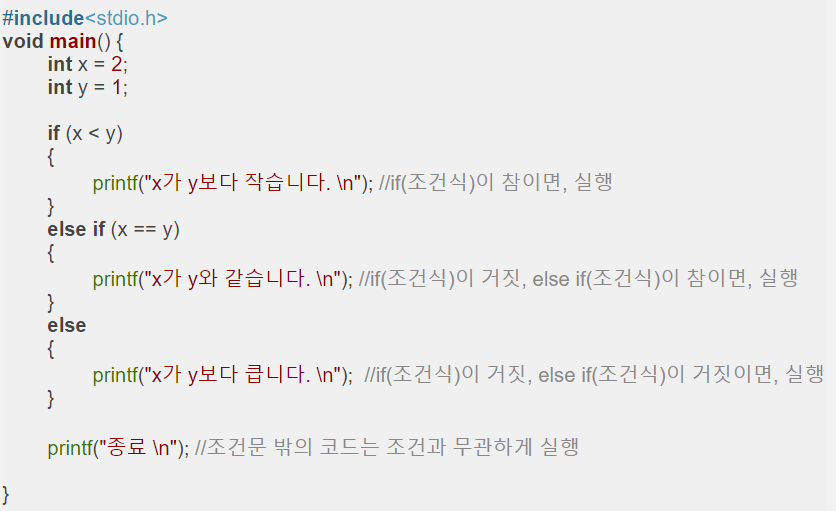 #include<stdio.h>
void main() {
int x = 2;
int y = 1;
if (x < y)
{
printf("x가 y보다 작습니다. \n"); //if(조건식)이 참이면, 실행
}
else if (x == y)
{
printf("x가 y와 같습니다. \n"); //if(조건식)이 거짓, else if(조건식)이 참이면, 실행
}
else
{
printf("x가 y보다 큽니다. \n");  //if(조건식)이 거짓, else if(조건식)이 거짓이면, 실행
}
printf("종료 \n"); //조건문 밖의 코드는 조건과 무관하게 실행
}